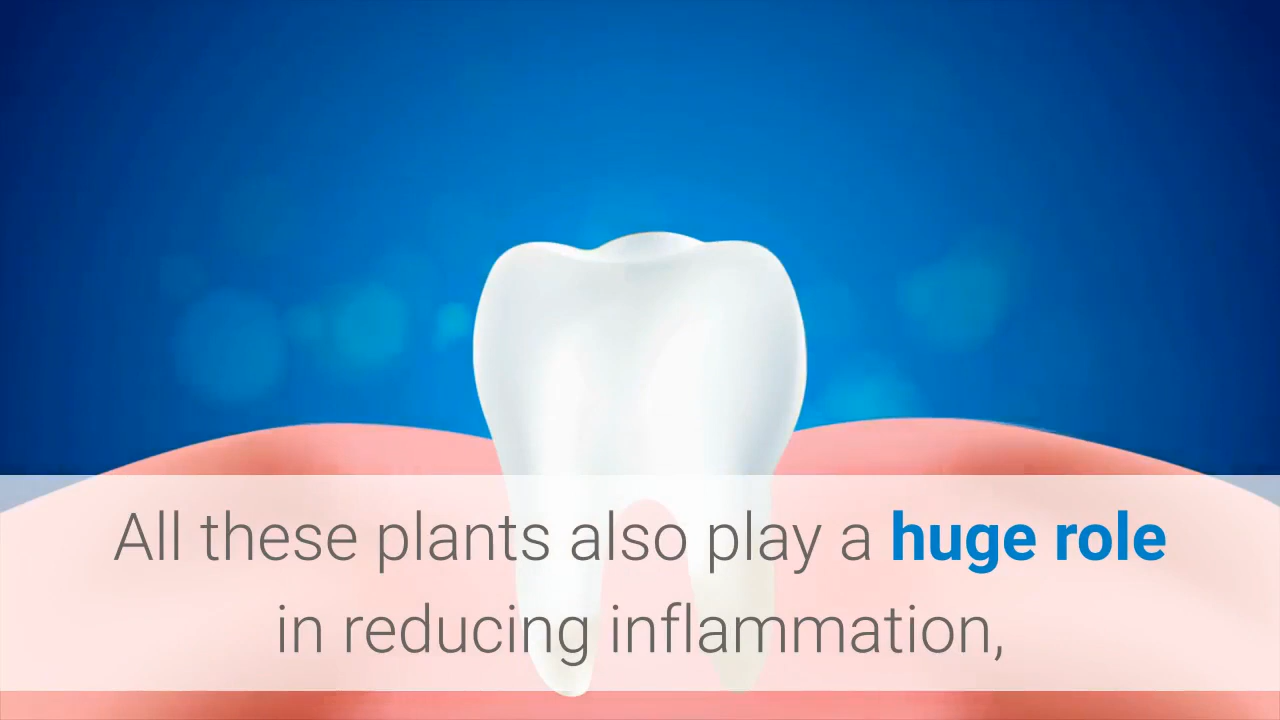 All these plants also play a huge role
in reducing inflammation,